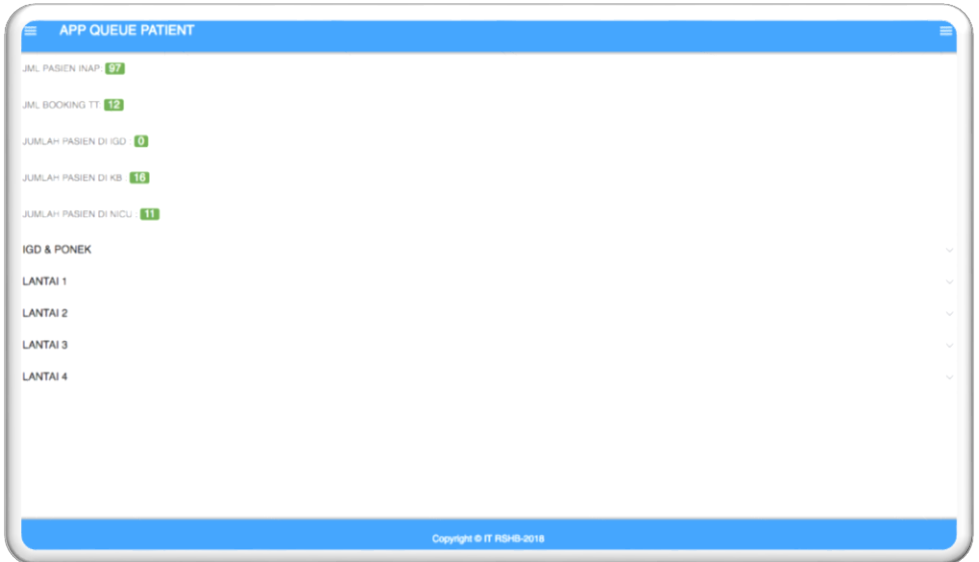 APP QUEUE PATIENT
JML PASIEN INAP: 97
JML BOOKING TT 12
JUMLAH PASIEN DI IGD 0
JUMLAH PASIEN DI KB 16
JUMLAH PASIEN DI NICU : 11
IGD & PONEK
LANTAI 1
LANTAI 2
LANTAI 3
LANTAI 4
Copyright © IT RSHB-2018